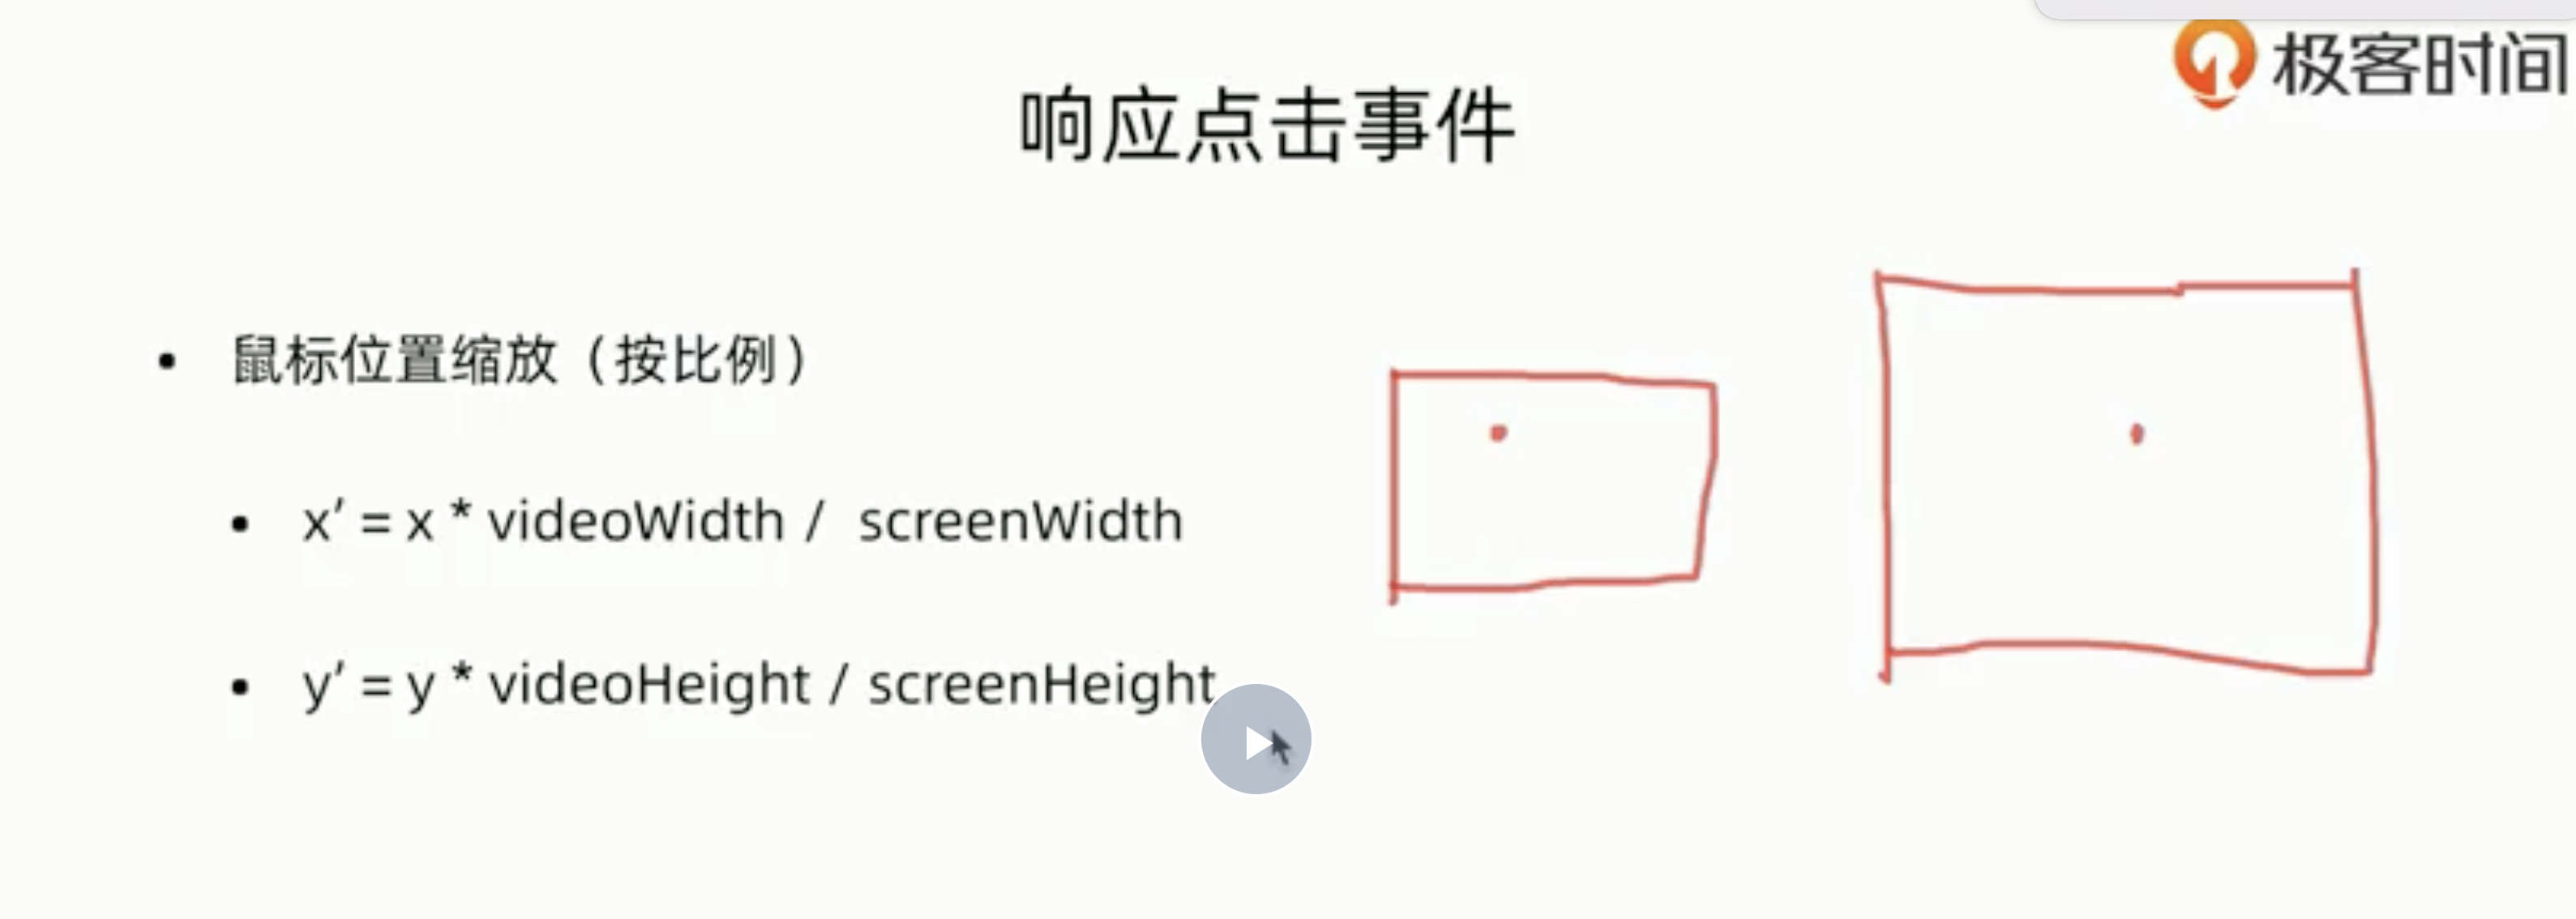 极客时间
响应点击事件
• 鼠标位置缩放（按比例）
• x′ = x * videoWidth / screenWidth
• y′ = y * videoHeight / screenHeight